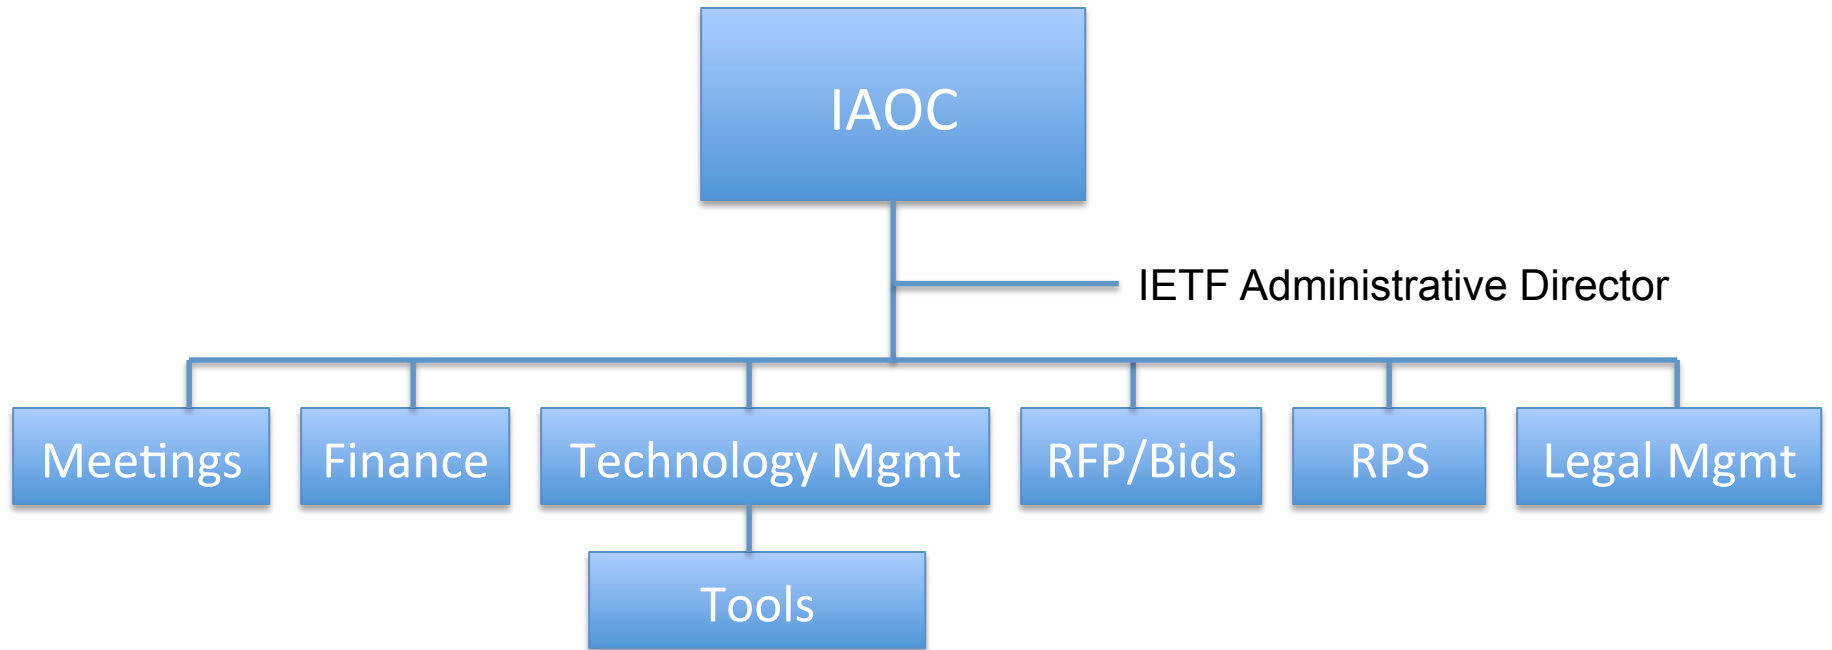 IAOC
IETF Administrative Director
Meetings
Finance
Technology Mgmt
RFP/Bids
RPS
Legal Mgmt
Tools